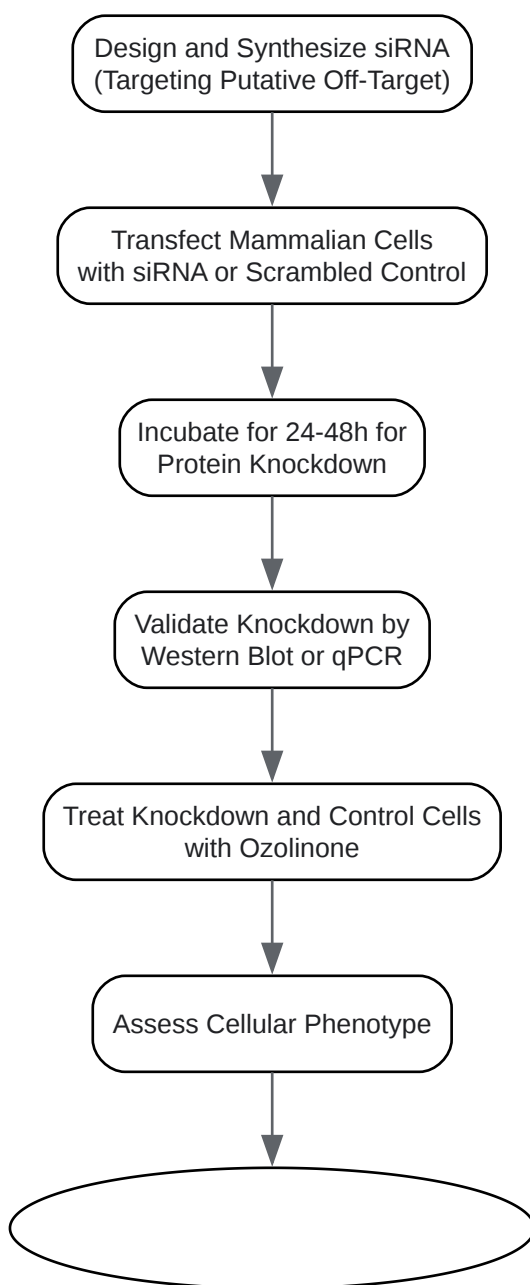 Design and Synthesize siRNA
(Targeting Putative Off-Target)
Transfect Mammalian Cells
with siRNA or Scrambled Control
Incubate for 24-48h for
Protein Knockdown
Validate Knockdown by
Western Blot or qPCR
Treat Knockdown and Control Cells
with Ozolinone
Assess Cellular Phenotype